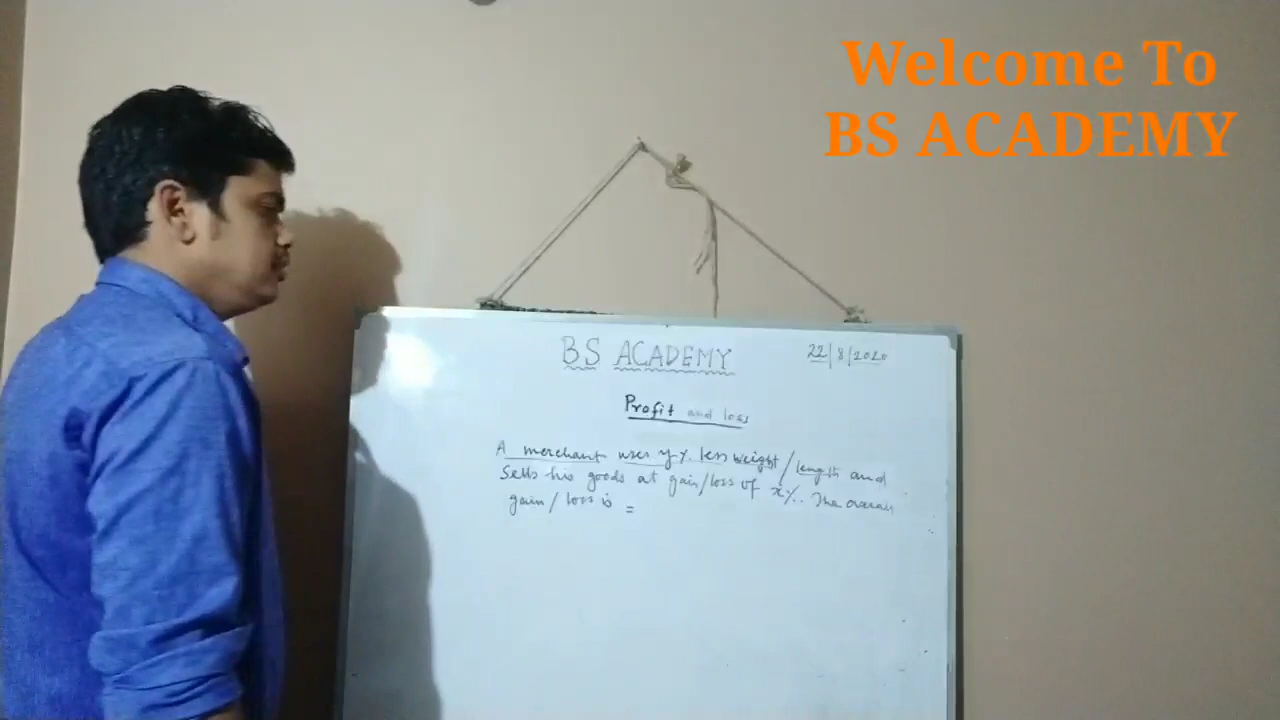 Welcome To
BS ACADEMY
BS ACADEMY
22/8/2020
Profit and loss
A merchant uses y% less weight/length and
sells his goods at gain/loss of x%. The overall
gain/loss is =